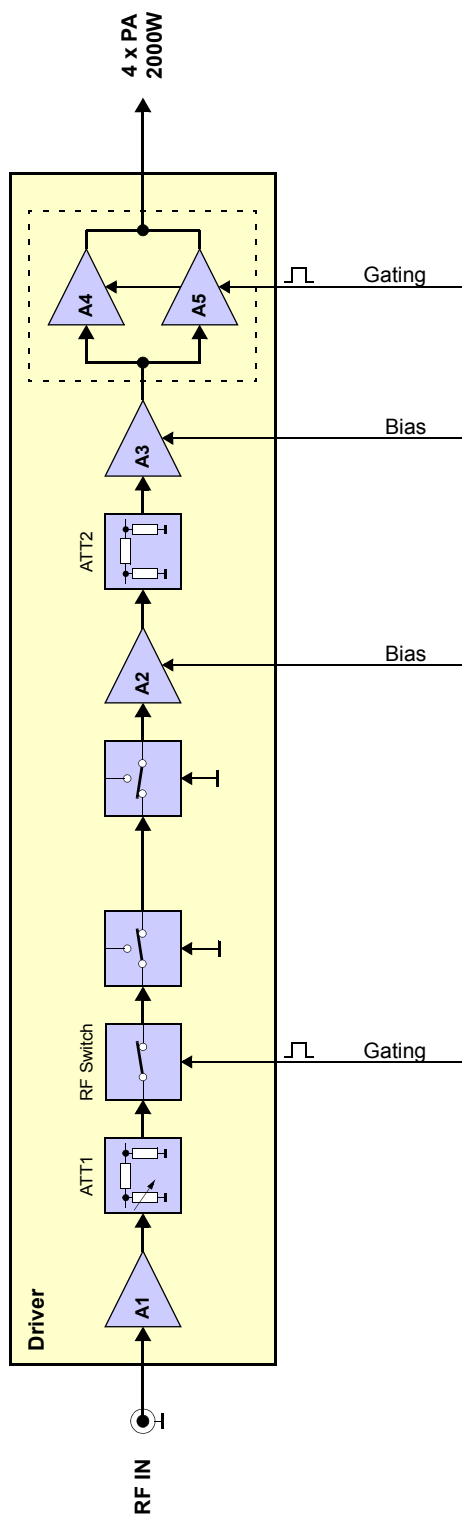 4 x PA
2000W
A4
A5
Gating
A3
Bias
ATT2
A2
Bias
RF Switch
Gating
ATT1
A1
Driver
RF IN